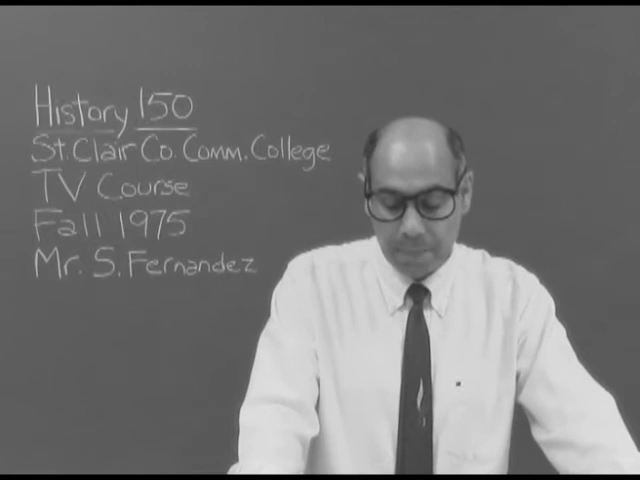 History 150
St. Clair Co. Comm. College
TV Course
Fall 1975
Mr. S. Fernandez